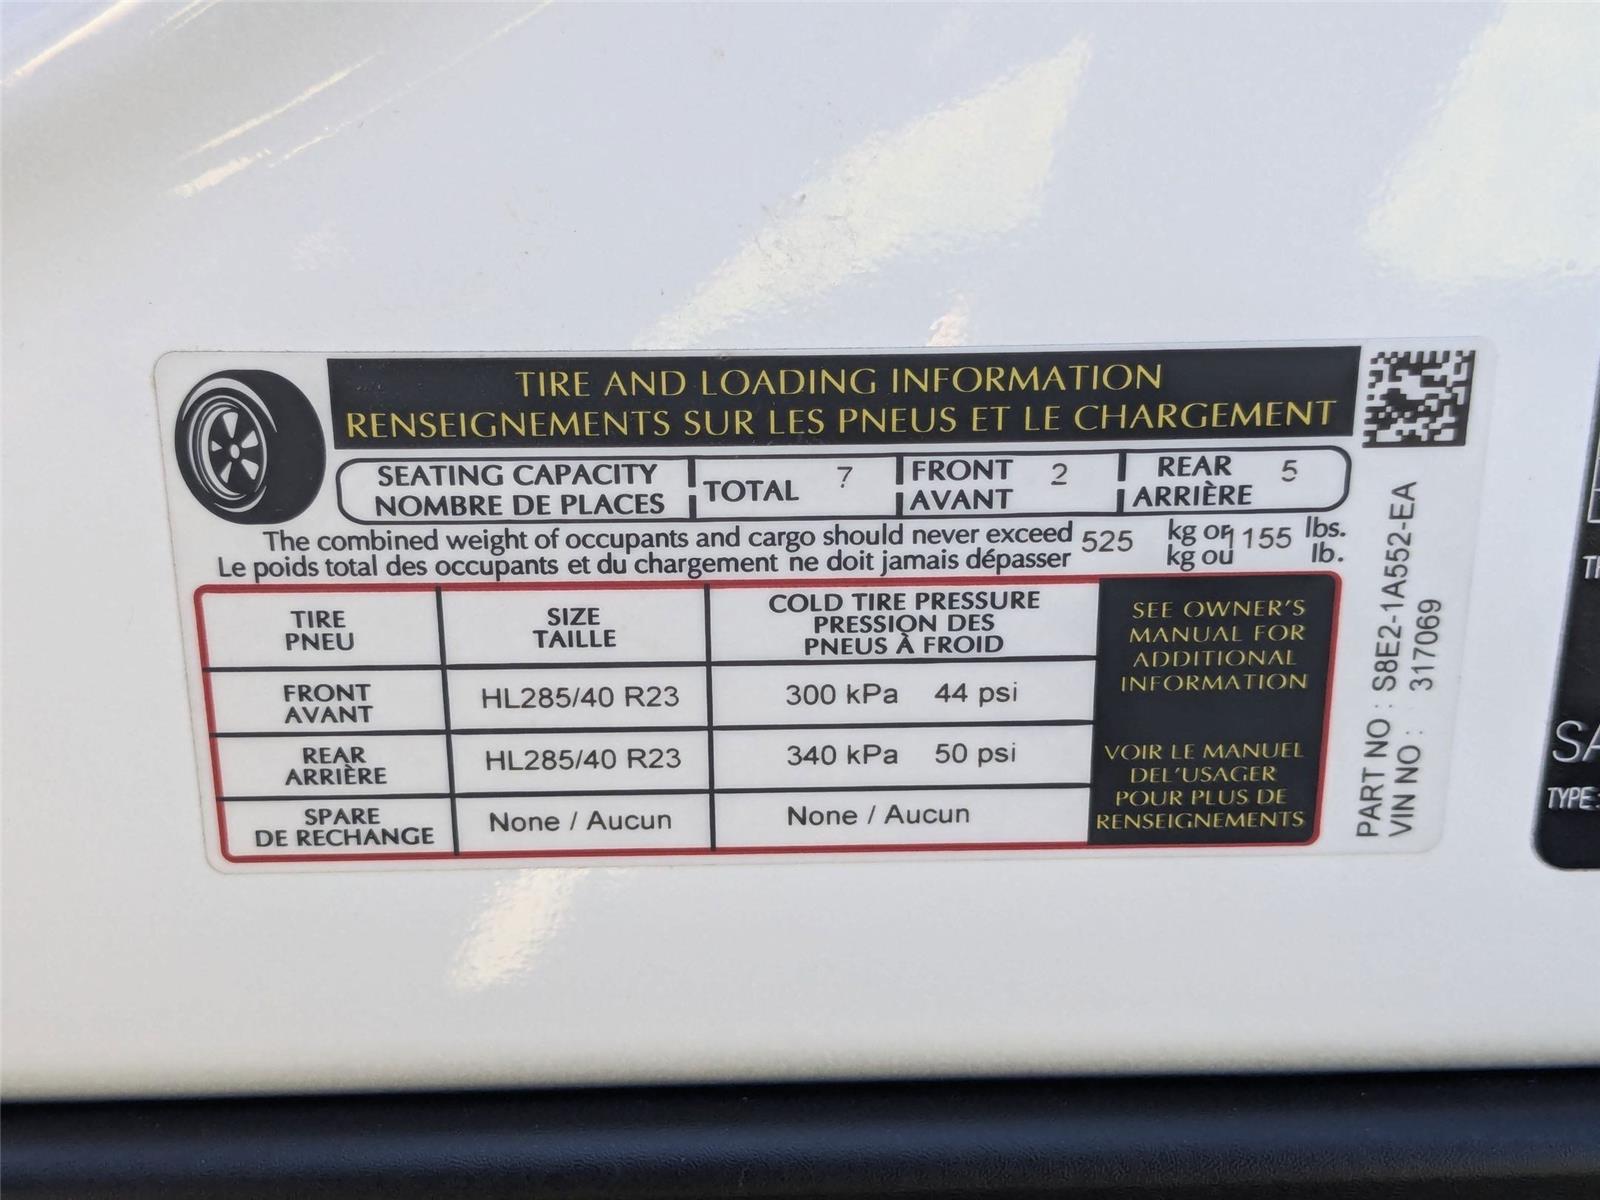 TIRE AND LOADING INFORMATION
RENSEIGNEMENTS SUR LES PNEUS ET LE CHARGEMENT
SEATING CAPACITY
NOMBRE DE PLACES
TOTAL 7
FRONT 2
AVANT
REAR 5
ARRIÈRE
The combined weight of occupants and cargo should never exceed 525 kg or 1155 lbs.
Le poids total des occupants et du chargement ne doit jamais dépasser kg ou lb.
TIRE
PNEU
SIZE
TAILLE
COLD TIRE PRESSURE
PRESSION DES
PNEUS À FROID
FRONT
AVANT
HL285/40 R23
300 kPa 44 psi
REAR
ARRIÈRE
HL285/40 R23
340 kPa 50 psi
SPARE
DE RECHANGE
None / Aucun
None / Aucun
SEE OWNER'S
MANUAL FOR
ADDITIONAL
INFORMATION
VOIR LE MANUEL
DEL'USAGER
POUR PLUS DE
RENSEIGNEMENTS
PART NO : S8E2-1A552-EA
VIN NO : 317069
SA
TYPE: